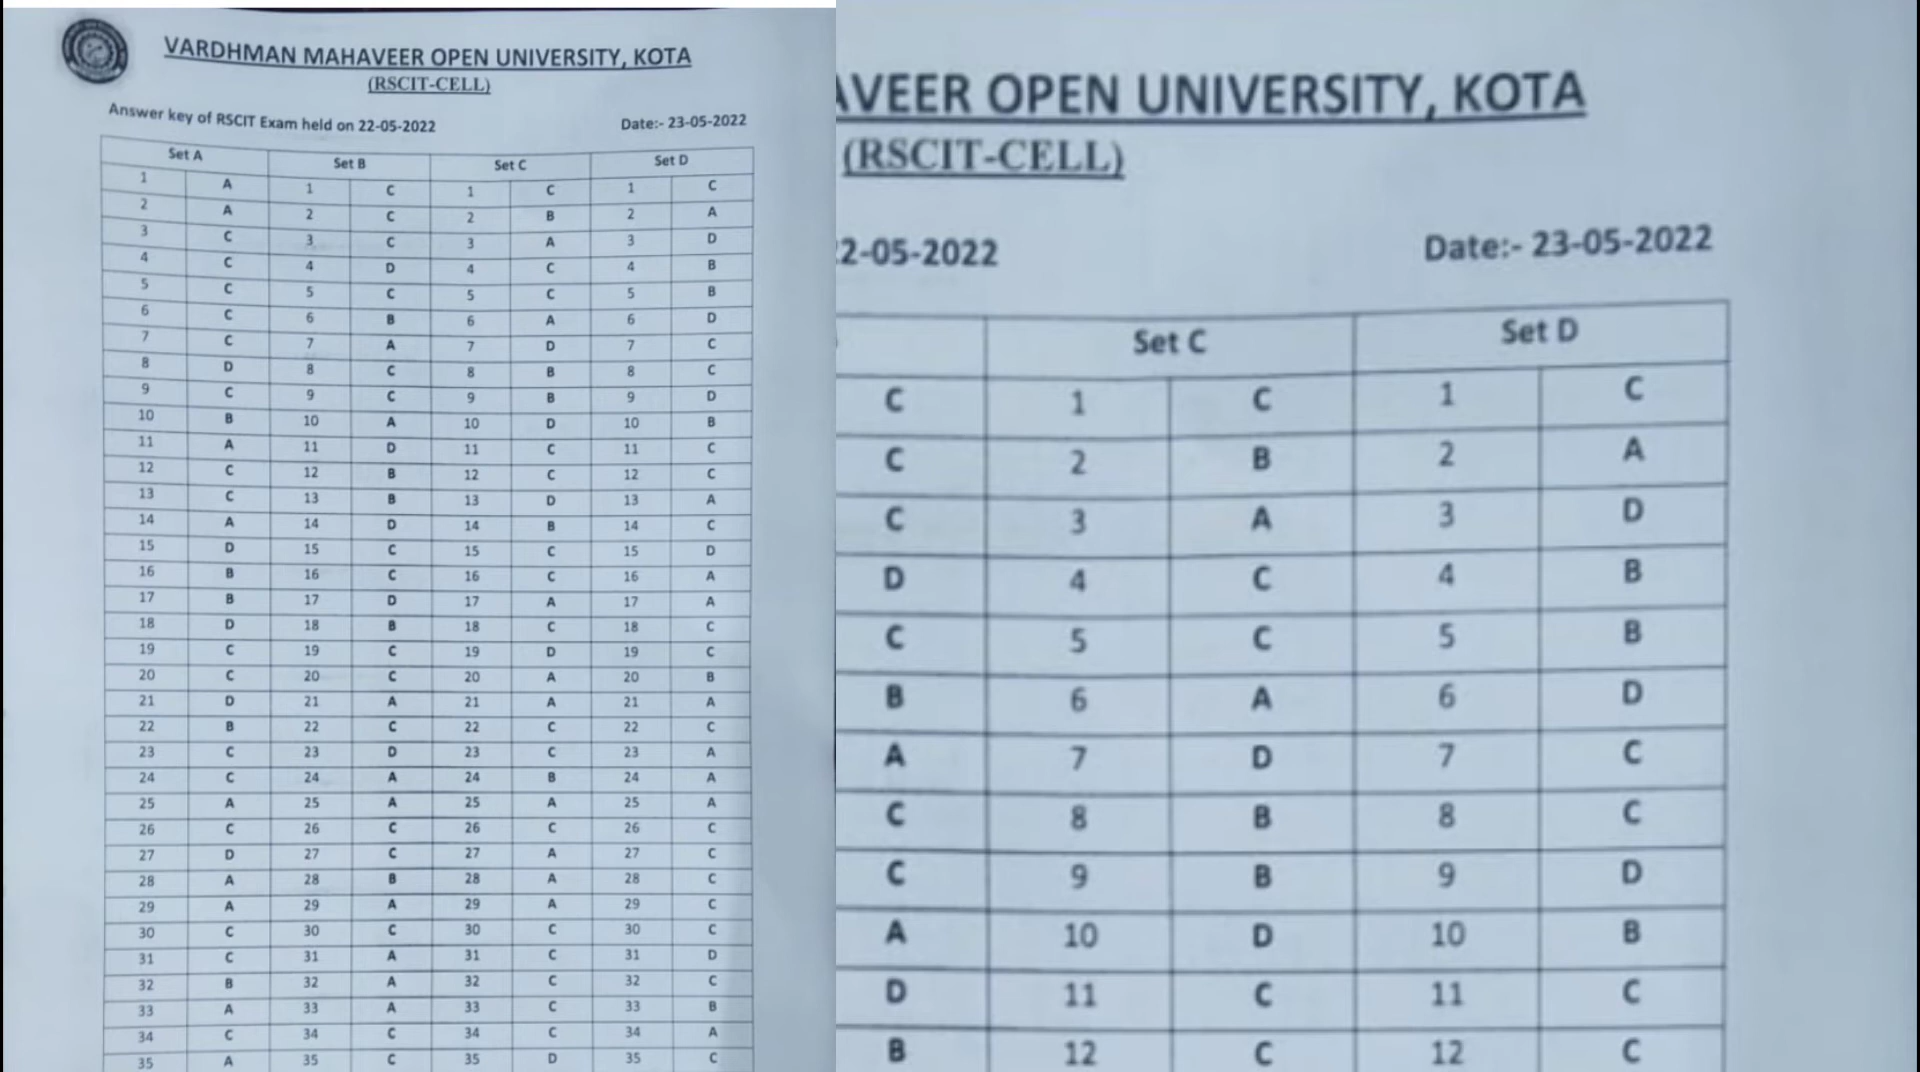 VARDHMAN MAHAVEER OPEN UNIVERSITY, KOTA
(RSCIT-CELL)
Answer key of RSCIT Exam held on 22-05-2022 Date:- 23-05-2022
Set A Set B Set C Set D
1 A 1 C 1 C 1 C
2 A 2 C 2 B 2 A
3 C 3 C 3 A 3 D
4 C 4 D 4 C 4 B
5 C 5 C 5 C 5 B
6 C 6 B 6 A 6 D
7 C 7 A 7 D 7 C
8 D 8 C 8 B 8 C
9 C 9 C 9 B 9 D
10 B 10 A 10 D 10 B
11 A 11 D 11 C 11 C
12 C 12 B 12 C 12 C
13 C 13 B 13 D 13 A
14 A 14 D 14 B 14 C
15 D 15 C 15 C 15 D
16 B 16 C 16 C 16 A
17 B 17 D 17 A 17 A
18 D 18 B 18 C 18 C
19 C 19 C 19 D 19 C
20 C 20 C 20 A 20 B
21 D 21 A 21 A 21 A
22 B 22 C 22 C 22 C
23 C 23 D 23 C 23 A
24 C 24 A 24 B 24 A
25 A 25 A 25 A 25 A
26 C 26 C 26 C 26 C
27 D 27 C 27 A 27 C
28 A 28 B 28 A 28 C
29 A 29 A 29 A 29 C
30 C 30 C 30 C 30 C
31 C 31 A 31 C 31 D
32 B 32 A 32 C 32 C
33 A 33 A 33 C 33 B
34 C 34 C 34 C 34 A
35 A 35 C 35 D 35 C
AVEER OPEN UNIVERSITY, KOTA
(RSCIT-CELL)
2-05-2022 Date:- 23-05-2022
Set C Set D
C 1 C 1 C
C 2 B 2 A
C 3 A 3 D
D 4 C 4 B
C 5 C 5 B
B 6 A 6 D
A 7 D 7 C
C 8 B 8 C
C 9 B 9 D
A 10 D 10 B
D 11 C 11 C
B 12 C 12 C